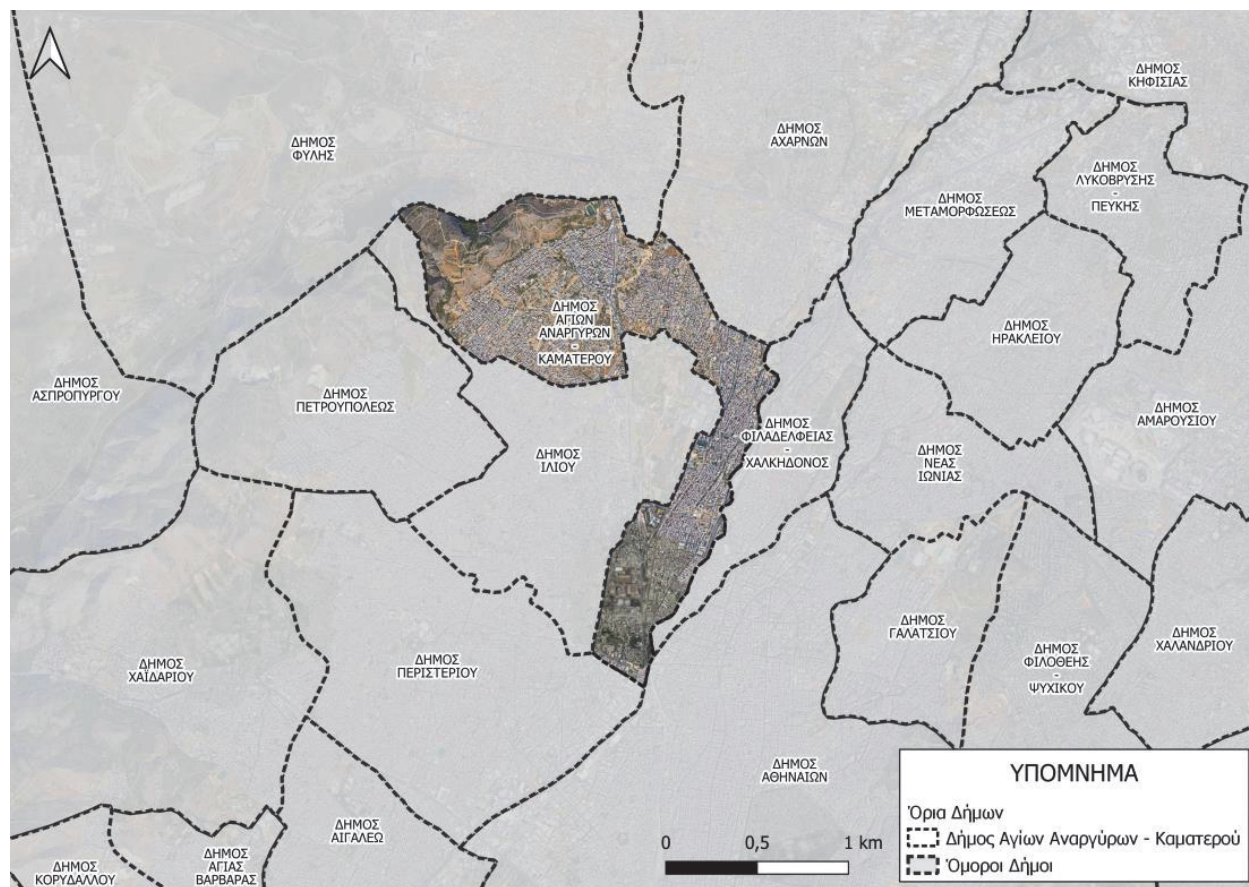 ΔΗΜΟΣ
ΚΗΦΙΣΙΑΣ
ΔΗΜΟΣ
ΑΧΑΡΝΩΝ
ΔΗΜΟΣ
ΦΥΛΗΣ
ΔΗΜΟΣ
ΛΥΚΟΒΡΥΣΗΣ
-
ΠΕΥΚΗΣ
ΔΗΜΟΣ
ΜΕΤΑΜΟΡΦΩΣΕΩΣ
ΔΗΜΟΣ
ΑΓΙΩΝ
ΑΝΑΡΓΥΡΩΝ
-
ΚΑΜΑΤΕΡΟΥ
ΔΗΜΟΣ
ΗΡΑΚΛΕΙΟΥ
ΔΗΜΟΣ
ΑΣΠΡΟΠΥΡΓΟΥ
ΔΗΜΟΣ
ΠΕΤΡΟΥΠΟΛΕΩΣ
ΔΗΜΟΣ
ΑΜΑΡΟΥΣΙΟΥ
ΔΗΜΟΣ
ΦΙΛΑΔΕΛΦΕΙΑΣ
-
ΧΑΛΚΗΔΟΝΟΣ
ΔΗΜΟΣ
ΙΛΙΟΥ
ΔΗΜΟΣ
ΝΕΑΣ
ΙΩΝΙΑΣ
ΔΗΜΟΣ
ΓΑΛΑΤΣΙΟΥ
ΔΗΜΟΣ
ΧΑΛΑΝΔΡΙΟΥ
ΔΗΜΟΣ
ΦΙΛΟΘΕΗΣ
-
ΨΥΧΙΚΟΥ
ΔΗΜΟΣ
ΧΑΪΔΑΡΙΟΥ
ΔΗΜΟΣ
ΠΕΡΙΣΤΕΡΙΟΥ
ΔΗΜΟΣ
ΑΘΗΝΑΙΩΝ
ΔΗΜΟΣ
ΑΙΓΑΛΕΩ
ΔΗΜΟΣ
ΑΓΙΑΣ
ΒΑΡΒΑΡΑΣ
ΔΗΜΟΣ
ΚΟΡΥΔΑΛΛΟΥ
0 0,5 1 km
ΥΠΟΜΝΗΜΑ
Όρια Δήμων
Δήμος Αγίων Αναργύρων - Καματερού
Όμοροι Δήμοι